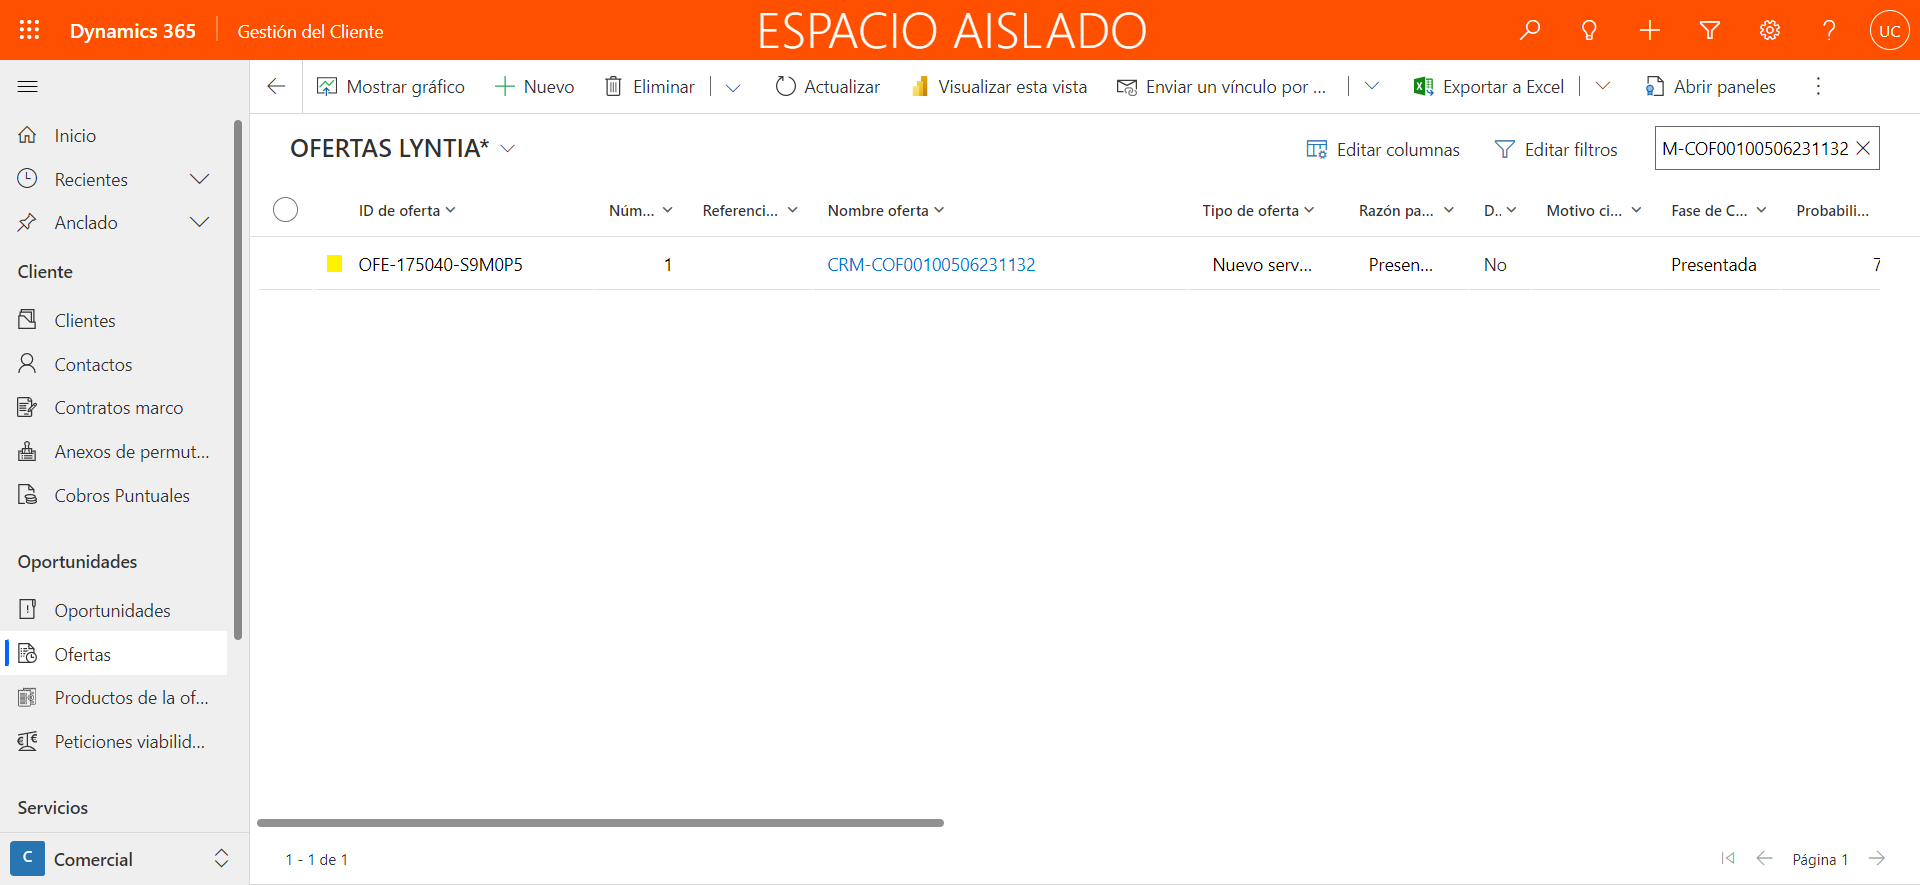 Dynamics 365
Gestión del Cliente
ESPACIO AISLADO
UC
Mostrar gráfico
Nuevo
Eliminar
Actualizar
Visualizar esta vista
Enviar un vínculo por ...
Exportar a Excel
Abrir paneles
Inicio
Recientes
Anclado
Cliente
Clientes
Contactos
Contratos marco
Anexos de permut...
Cobros Puntuales
Oportunidades
Oportunidades
Ofertas
Productos de la of...
Peticiones viabilid...
Servicios
C
Comercial
OFERTAS LYNTIA*
Editar columnas
Editar filtros
M-COF00100506231132
ID de oferta
Núm...
Referenci...
Nombre oferta
Tipo de oferta
Razón pa...
D..
Motivo ci...
Fase de C...
Probabili...
OFE-175040-S9M0P5
1
CRM-COF00100506231132
Nuevo serv...
Presen...
No
Presentada
7
1 - 1 de 1
Página 1